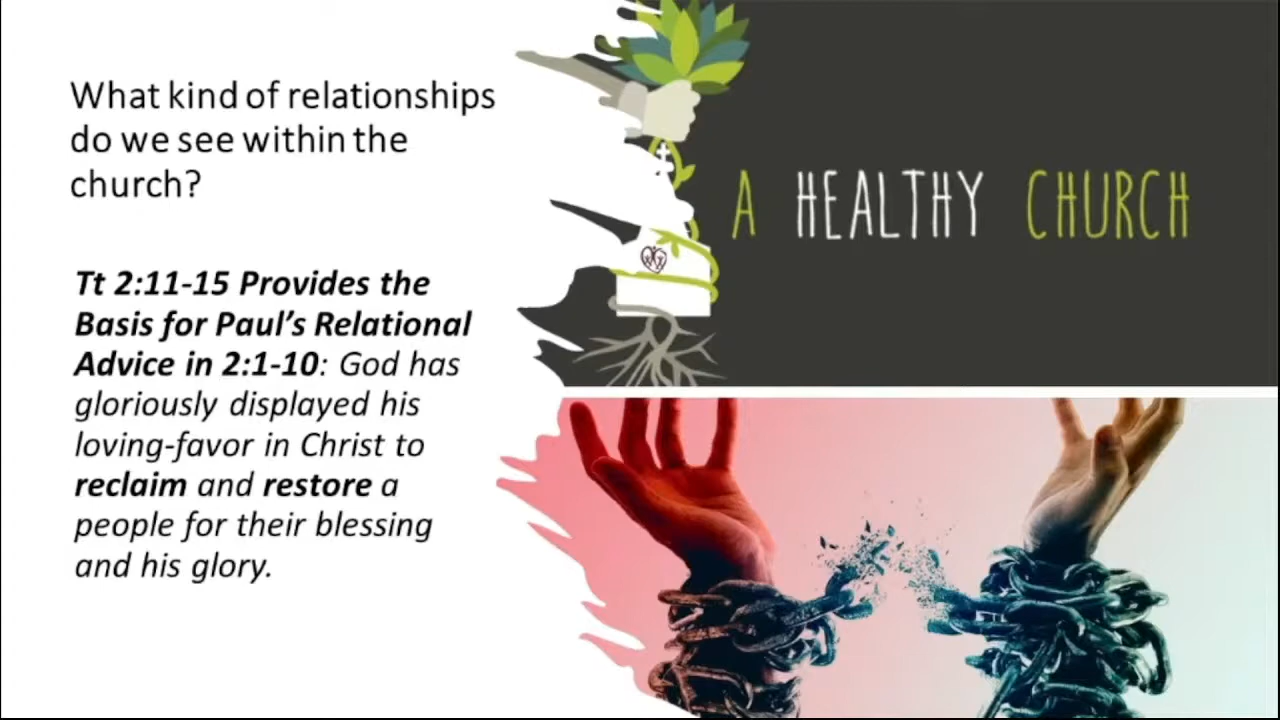 What kind of relationships
do we see within the
church?
Tt 2:11-15 Provides the
Basis for Paul's Relational
Advice in 2:1-10: God has
gloriously displayed his
loving-favor in Christ to
reclaim and restore a
people for their blessing
and his glory.
A HEALTHY CHURCH